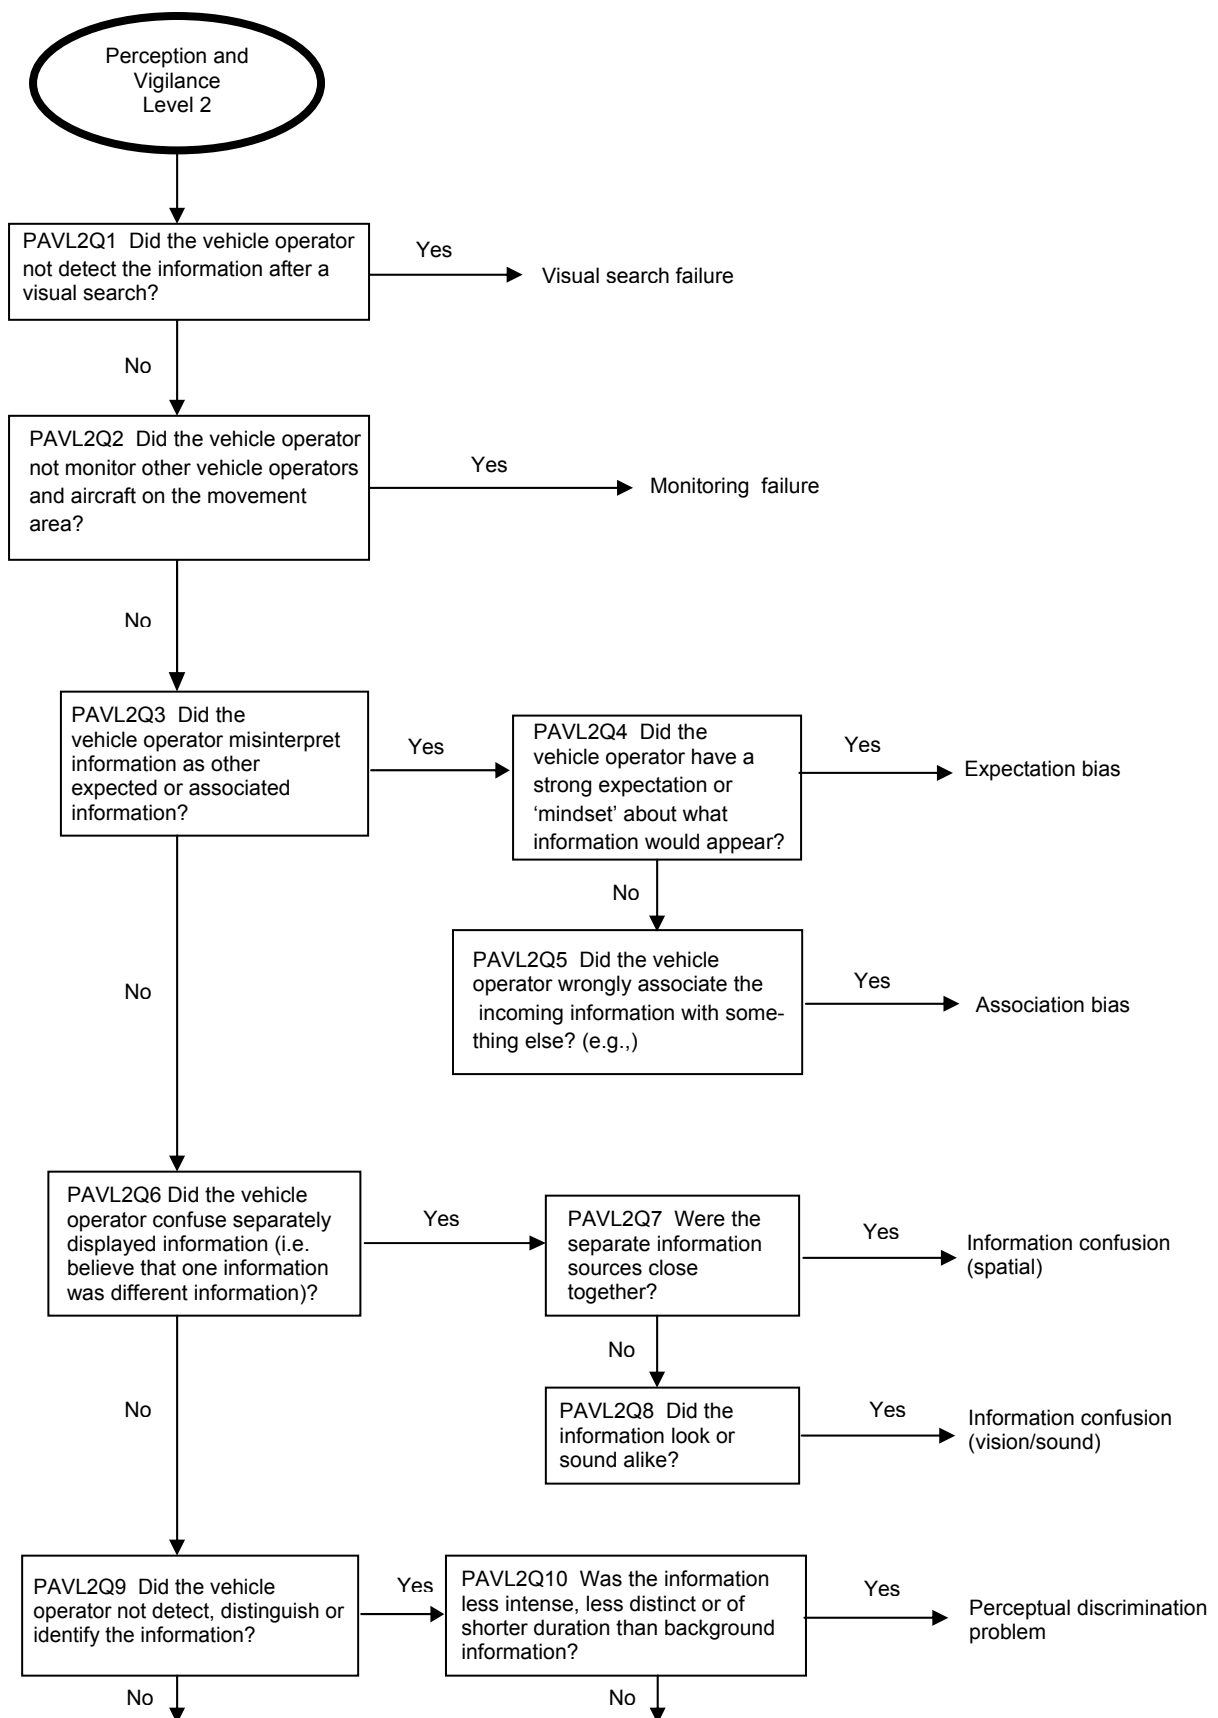 Perception and
Vigilance
Level 2
PAVL2Q1 Did the vehicle operator
not detect the information after a
visual search?
Yes
Visual search failure
No
PAVL2Q2 Did the vehicle operator
not monitor other vehicle operators
and aircraft on the movement
area?
Yes
Monitoring failure
No
PAVL2Q3 Did the
vehicle operator misinterpret
information as other
expected or associated
information?
Yes
PAVL2Q4 Did the
vehicle operator have a
strong expectation or
‘mindset’ about what
information would appear?
Yes
Expectation bias
No
PAVL2Q5 Did the vehicle
operator wrongly associate the
incoming information with some-
thing else? (e.g.,)
Yes
Association bias
No
PAVL2Q6 Did the vehicle
operator confuse separately
displayed information (i.e.
believe that one information
was different information)?
Yes
PAVL2Q7 Were the
separate information
sources close
together?
Yes
Information confusion
(spatial)
No
PAVL2Q8 Did the
information look or
sound alike?
Yes
Information confusion
(vision/sound)
No
PAVL2Q9 Did the vehicle
operator not detect, distinguish or
identify the information?
Yes
PAVL2Q10 Was the information
less intense, less distinct or of
shorter duration than background
information?
Yes
Perceptual discrimination
problem
No
No